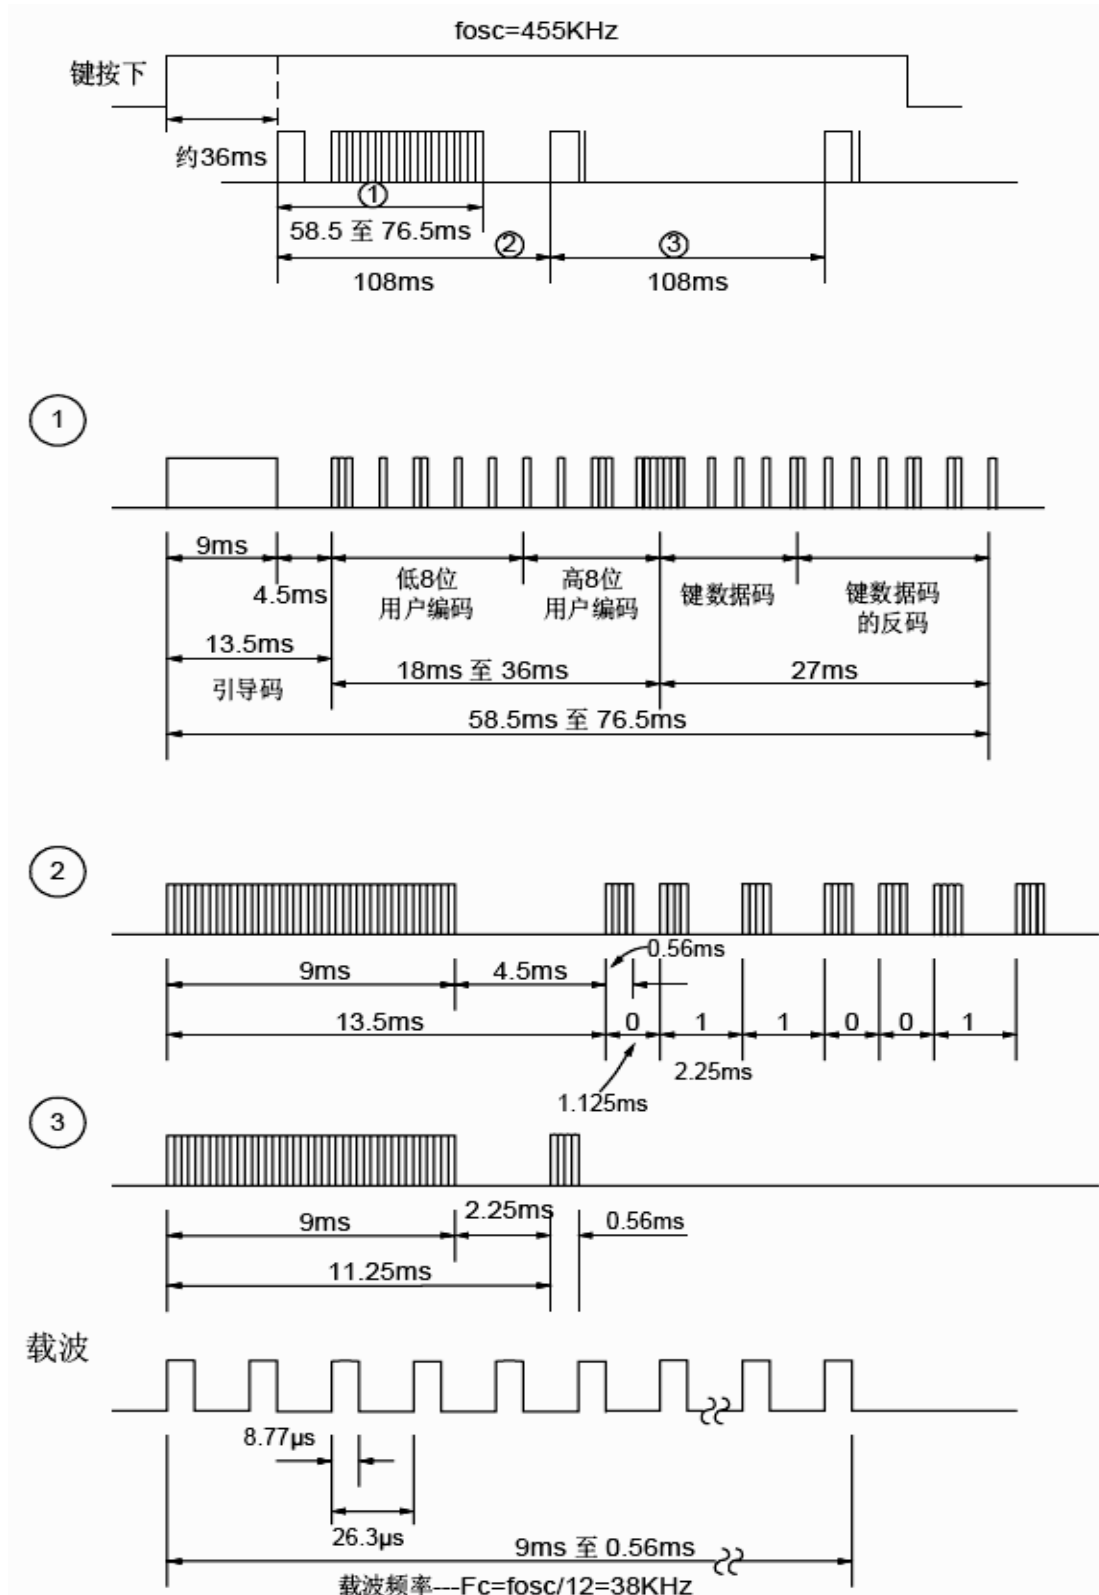 fosc=455KHz
键按下
约36ms
①
58.5 至 76.5ms
②
③
108ms
108ms
1
9ms
4.5ms
低8位
用户编码
高8位
用户编码
键数据码
键数据码
的反码
13.5ms
引导码
18ms 至 36ms
27ms
58.5ms 至 76.5ms
2
0.56ms
9ms
4.5ms
13.5ms
0
1
1
0
0
1
2.25ms
1.125ms
3
2.25ms
9ms
0.56ms
11.25ms
载波
8.77μs
26.3μs
9ms 至 0.56ms
载波频率---Fc=fosc/12=38KHz